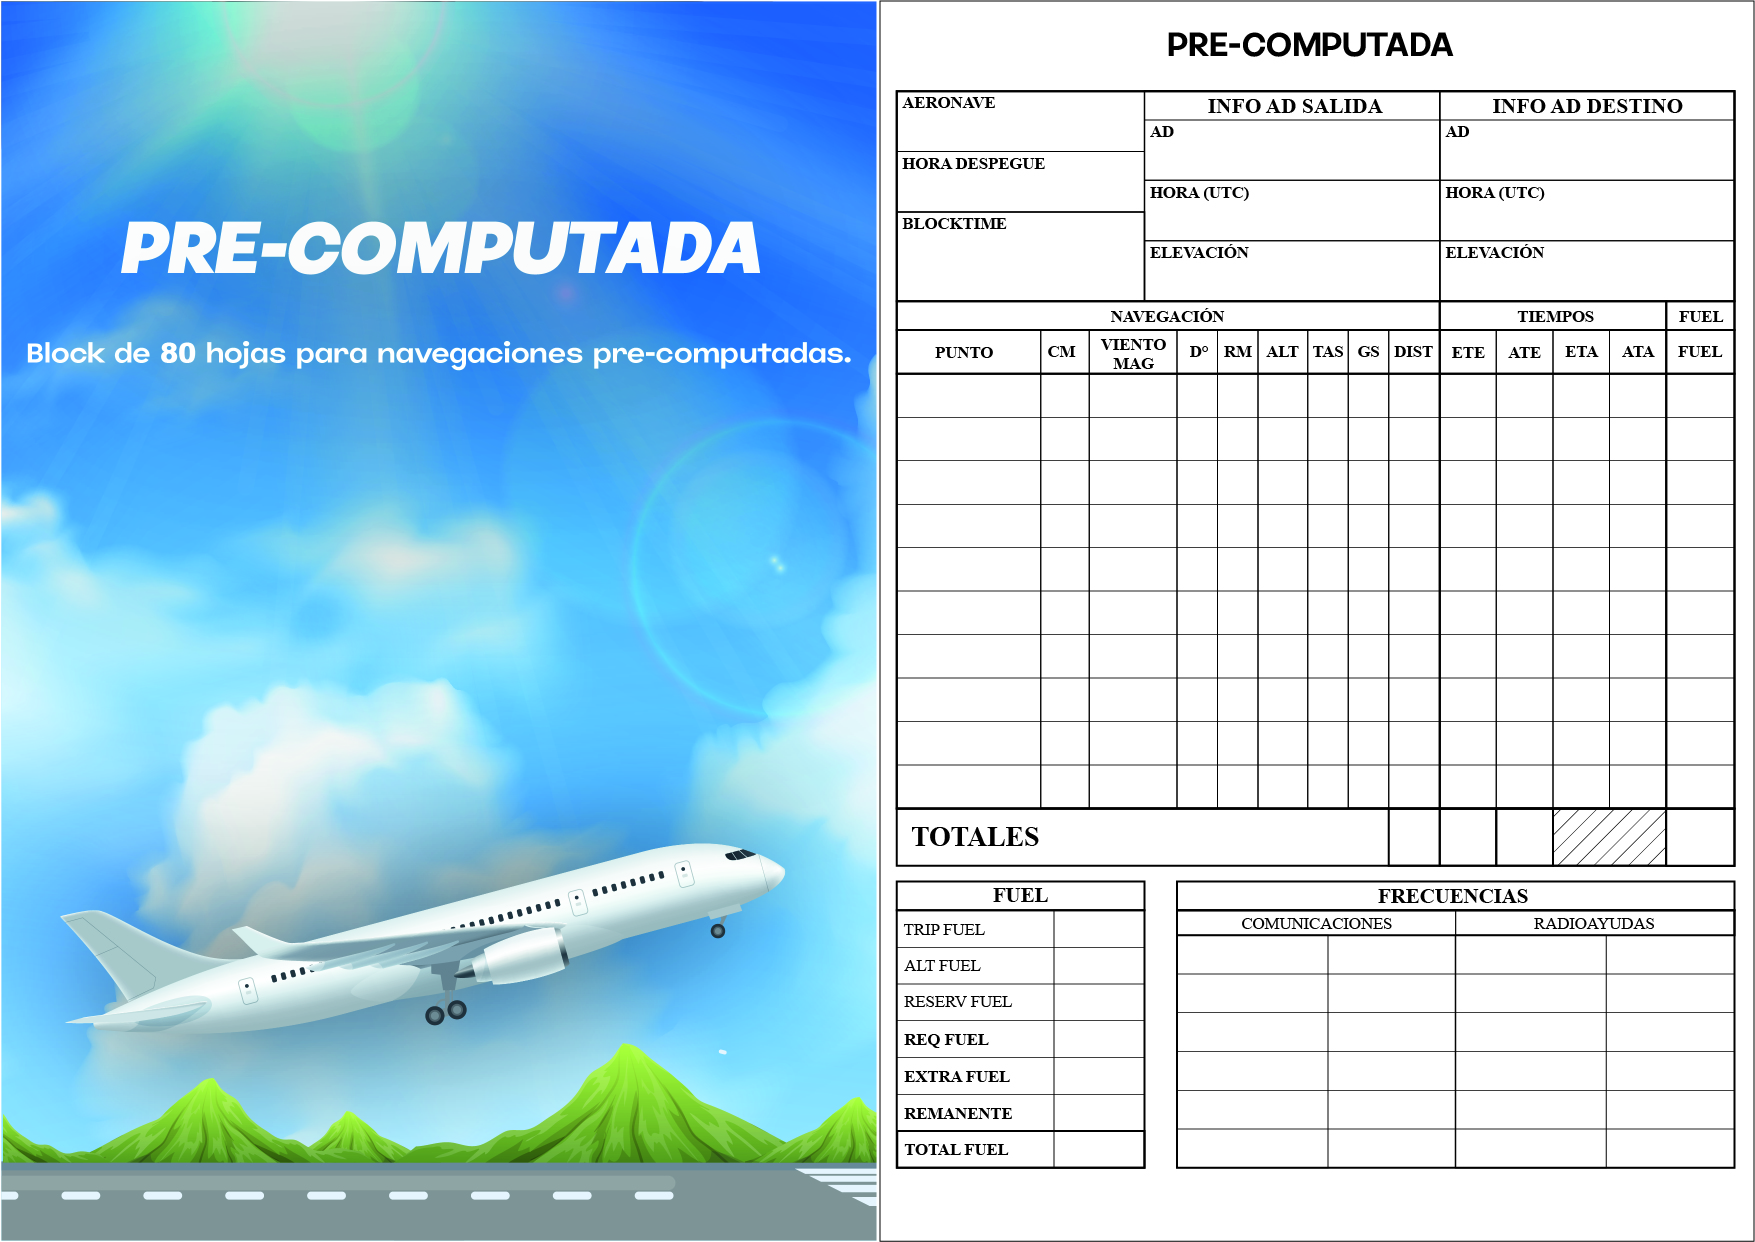 PRE-COMPUTADA
Block de 80 hojas para navegaciones pre-computadas.
PRE-COMPUTADA
AERONAVE
HORA DESPEGUE
BLOCKTIME
INFO AD SALIDA
AD
HORA (UTC)
ELEVACIÓN
INFO AD DESTINO
AD
HORA (UTC)
ELEVACIÓN
NAVEGACIÓN TIEMPOS FUEL
PUNTO CM VIENTO MAG D° RM ALT TAS GS DIST ETE ATE ETA ATA FUEL
TOTALES
FUEL
TRIP FUEL
ALT FUEL
RESERV FUEL
REQ FUEL
EXTRA FUEL
REMANENTE
TOTAL FUEL
FRECUENCIAS
COMUNICACIONES RADIOAYUDAS